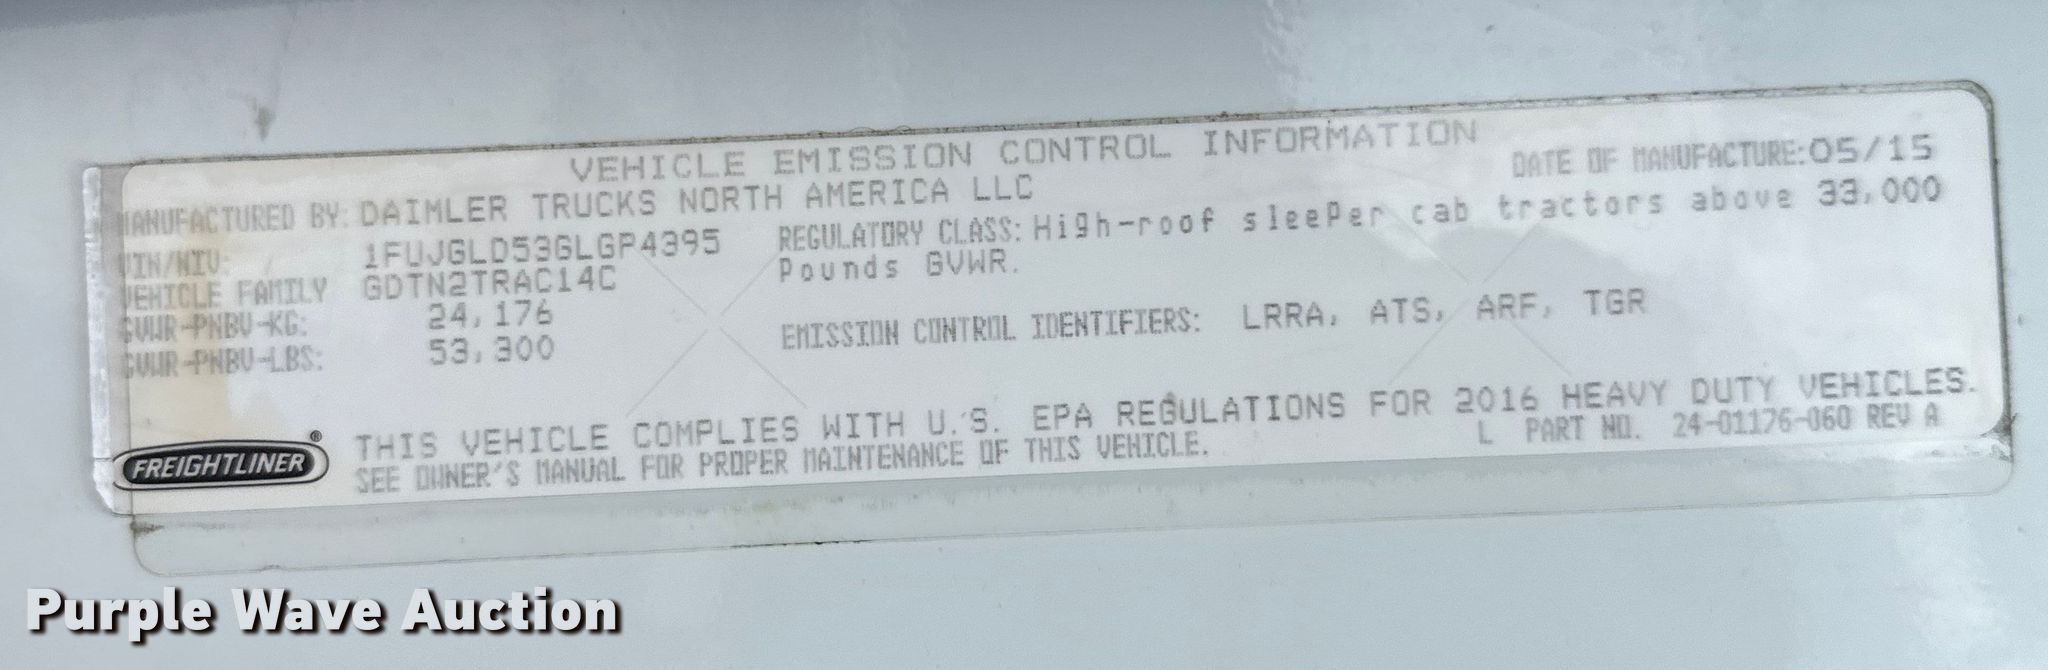 VEHICLE EMISSION CONTROL INFORMATION
MANUFACTURED BY: DAIMLER TRUCKS NORTH AMERICA LLC
DATE OF MANUFACTURE: 05/15
VIN/NIV: 1FUJGLD53GLGP4395
VEHICLE FAMILY GDTN2TRAC14C
GVWR-PNBV-KG: 24,176
GVWR-PNBV-LBS: 53,300
REGULATORY CLASS: High-roof sleeper cab tractors above 33,000
Pounds GVWR.
EMISSION CONTROL IDENTIFIERS: LRRA, ATS, ARF, TGR
THIS VEHICLE COMPLIES WITH U.S. EPA REGULATIONS FOR 2016 HEAVY DUTY VEHICLES.
SEE OWNER'S MANUAL FOR PROPER MAINTENANCE OF THIS VEHICLE.
L PART NO. 24-01176-060 REV A
FREIGHTLINER®
Purple Wave Auction